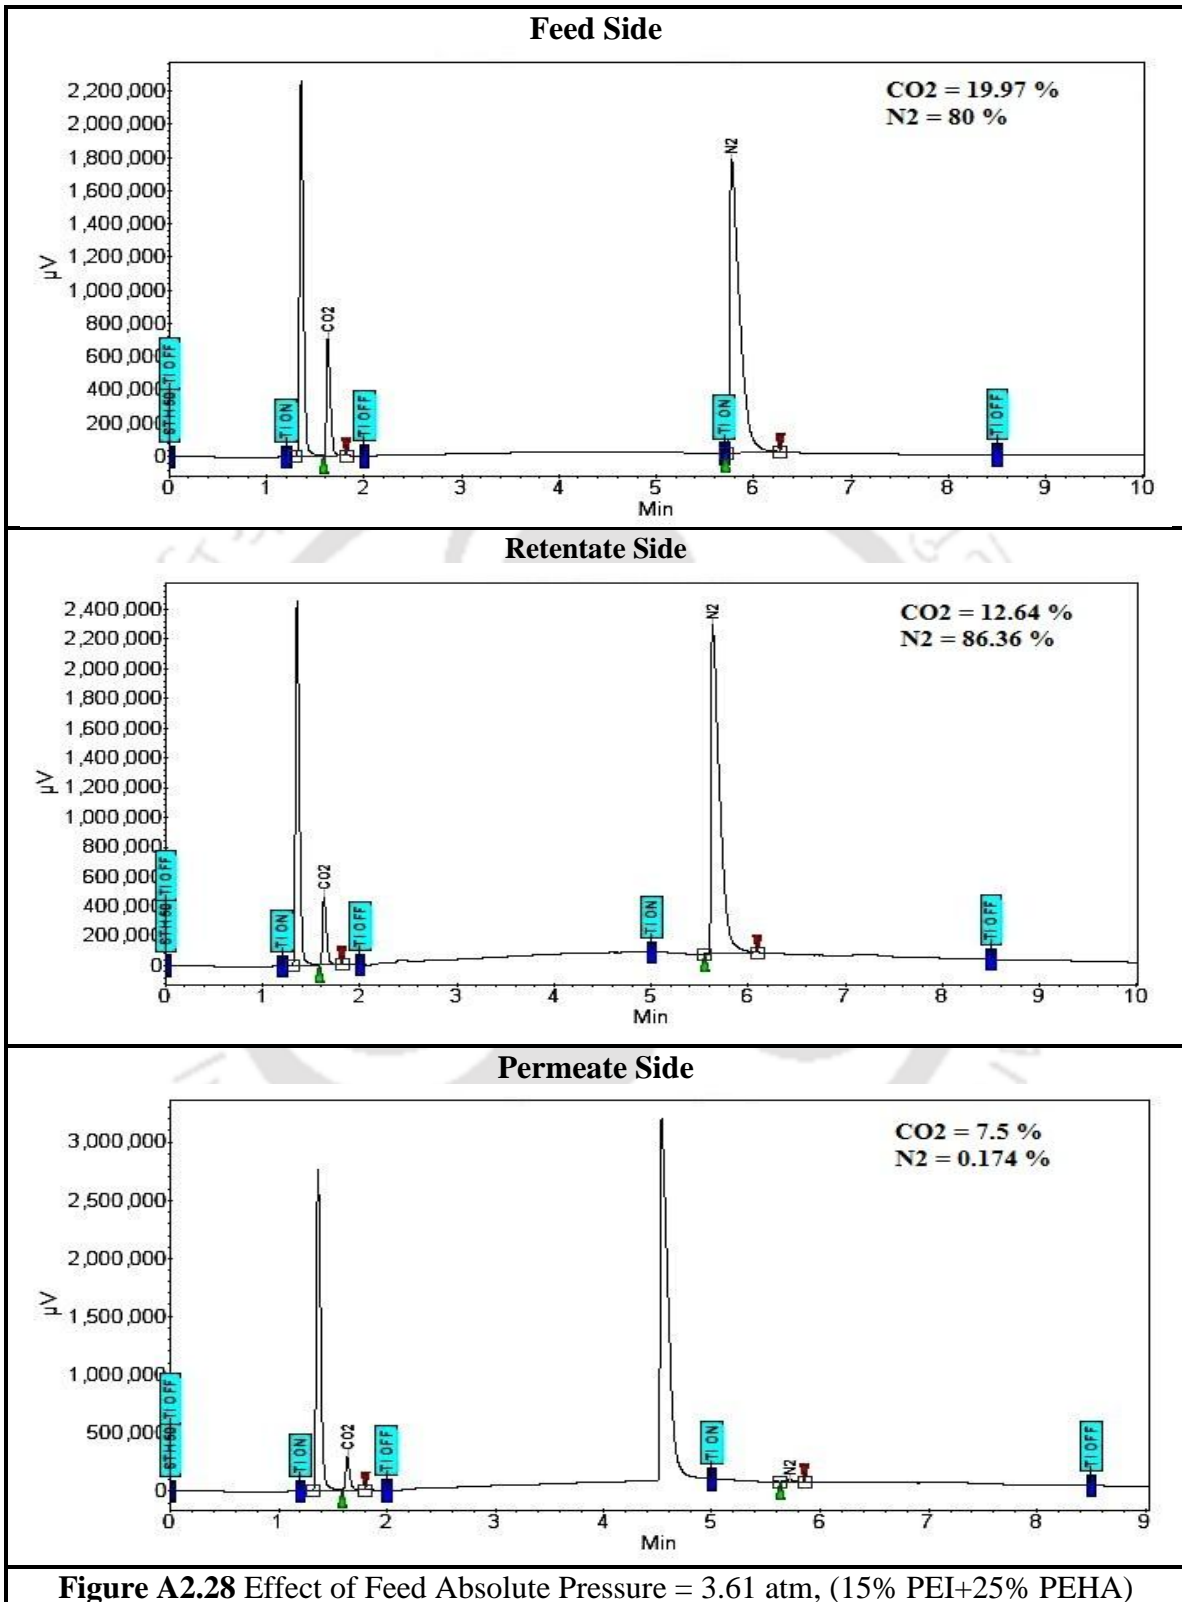 Feed Side
CO2 = 19.97 %
N2 = 80 %
2,200,000
2,000,000
1,800,000
1,600,000
1,400,000
1,200,000
1,000,000
800,000
600,000
400,000
200,000
0
µV
TI OFF
TI ON
CO2
TI OFF
N2
TI ON
TI OFF
0 1 2 3 4 5 6 7 8 9 10
Min
Retentate Side
CO2 = 12.64 %
N2 = 86.36 %
2,400,000
2,200,000
2,000,000
1,800,000
1,600,000
1,400,000
1,200,000
1,000,000
800,000
600,000
400,000
200,000
0
µV
TI OFF
TI ON
CO2
TI OFF
TI ON
N2
TI OFF
0 1 2 3 4 5 6 7 8 9 10
Min
Permeate Side
CO2 = 7.5 %
N2 = 0.174 %
3,000,000
2,500,000
2,000,000
1,500,000
1,000,000
500,000
0
µV
TI OFF
TI ON
CO2
TI OFF
TI ON
N2
TI OFF
0 1 2 3 4 5 6 7 8 9
Min
Figure A2.28 Effect of Feed Absolute Pressure = 3.61 atm, (15% PEI+25% PEHA)